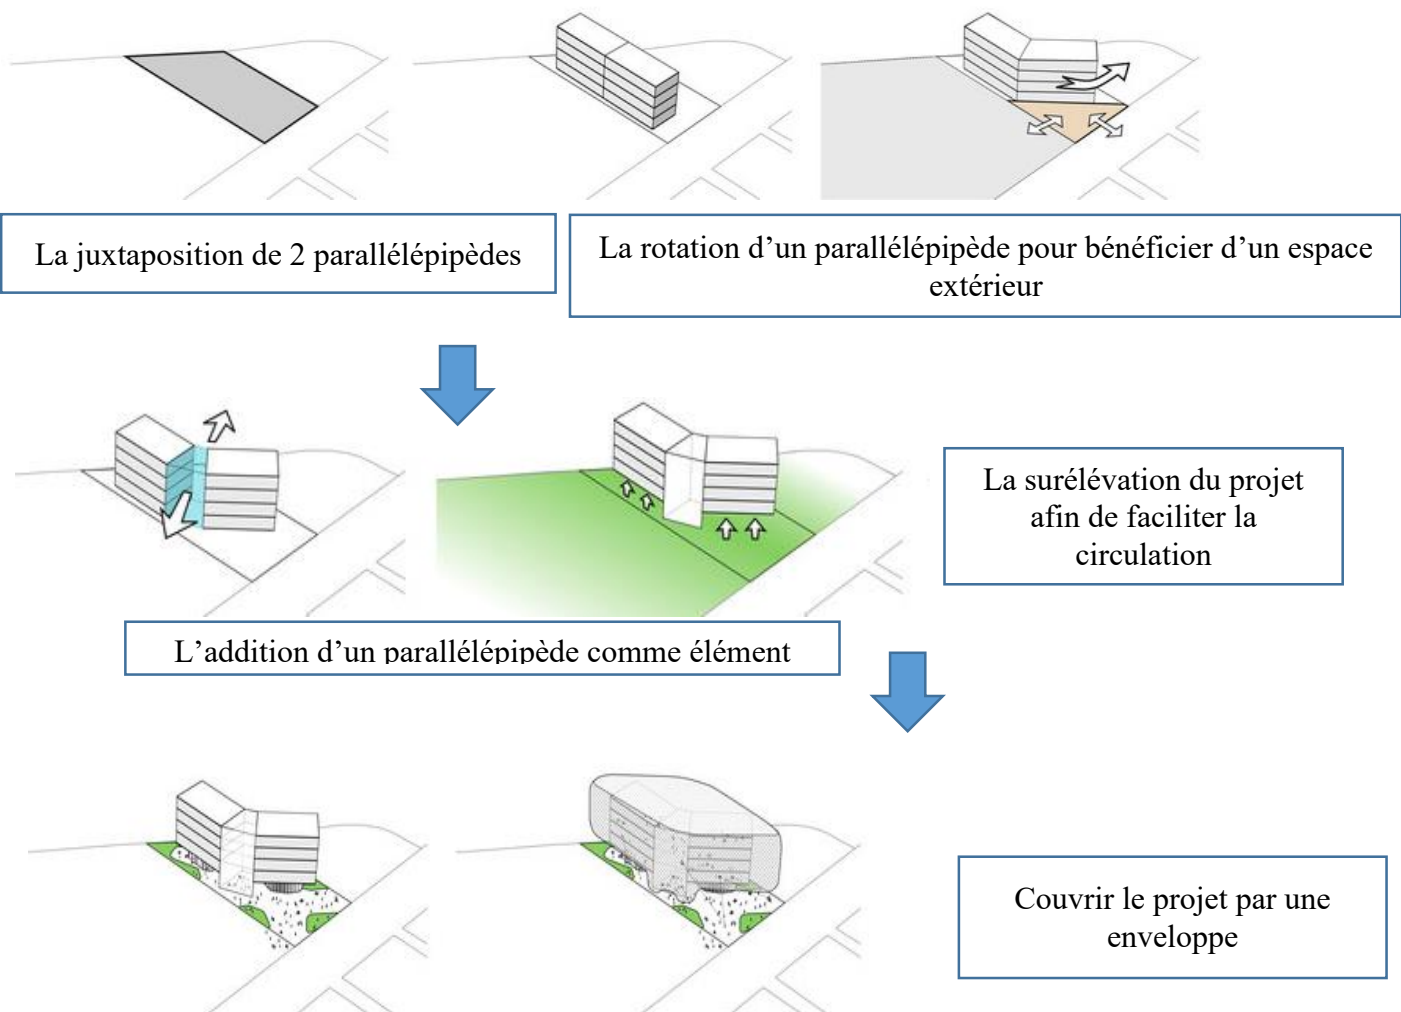 La juxtaposition de 2 parallélépipèdes
La rotation d’un parallélépipède pour bénéficier d’un espace
extérieur
La surélévation du projet
afin de faciliter la
circulation
L’addition d’un parallélépipède comme élément
Couvrir le projet par une
enveloppe